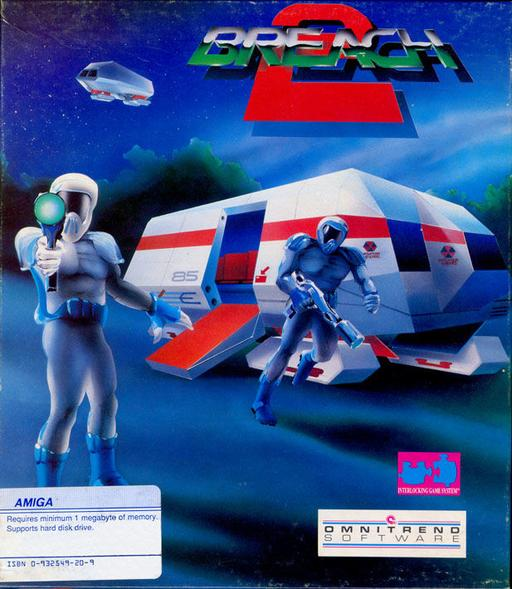 BREACH
2
85
INTERLOCKING GAME SYSTEM™
AMIGA
Requires minimum 1 megabyte of memory.
Supports hard disk drive.
ISBN 0-932549-20-9
OMNITREND
SOFTWARE